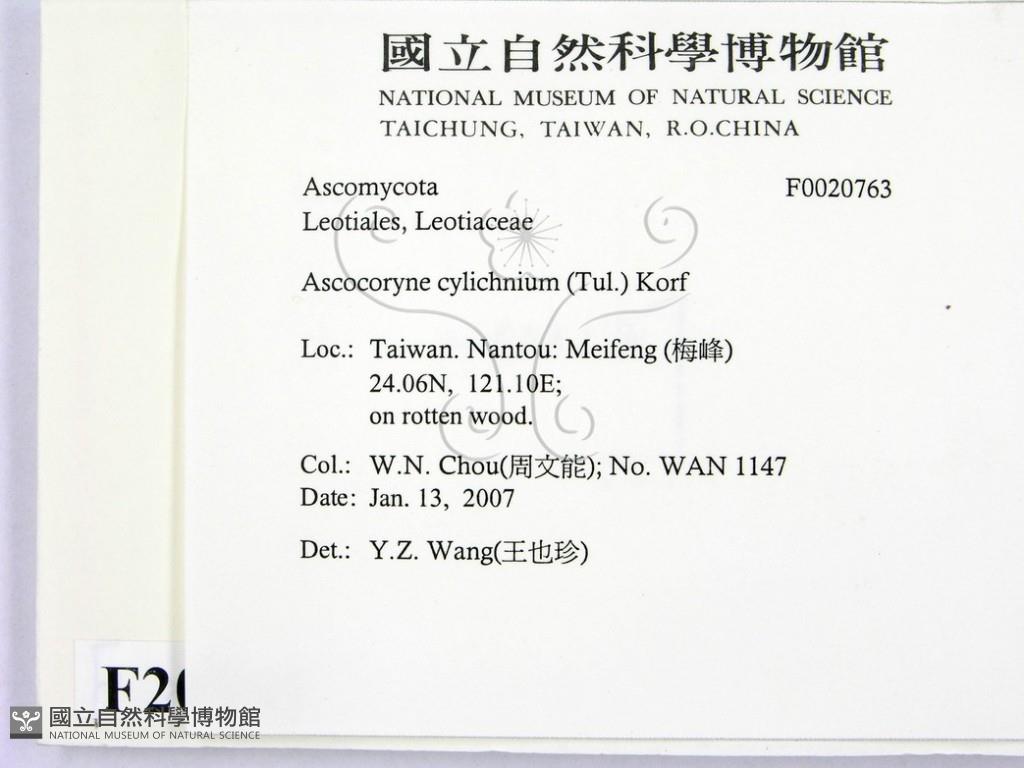 國立自然科學博物館
NATIONAL MUSEUM OF NATURAL SCIENCE
TAICHUNG, TAIWAN, R.O.CHINA
Ascomycota F0020763
Leotiales, Leotiaceae
Ascocoryne cylichnium (Tul.) Korf
Loc.: Taiwan. Nantou: Meifeng (梅峰)
24.06N, 121.10E;
on rotten wood.
Col.: W.N. Chou(周文能); No. WAN 1147
Date: Jan. 13, 2007
Det.: Y.Z. Wang(王也珍)
F20
國立自然科學博物館
NATIONAL MUSEUM OF NATURAL SCIENCE